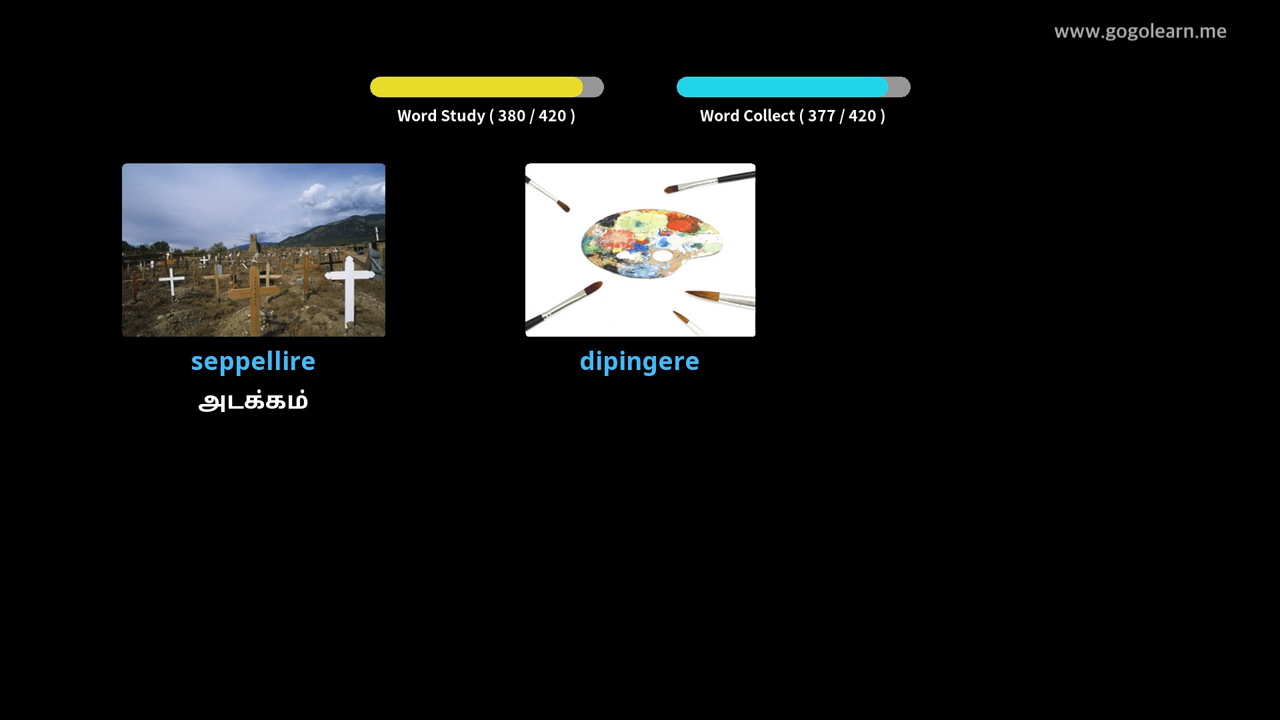 www.gogolearn.me
Word Study ( 380 / 420 )
Word Collect ( 377 / 420 )
seppellire
dipingere
அடக்கம்